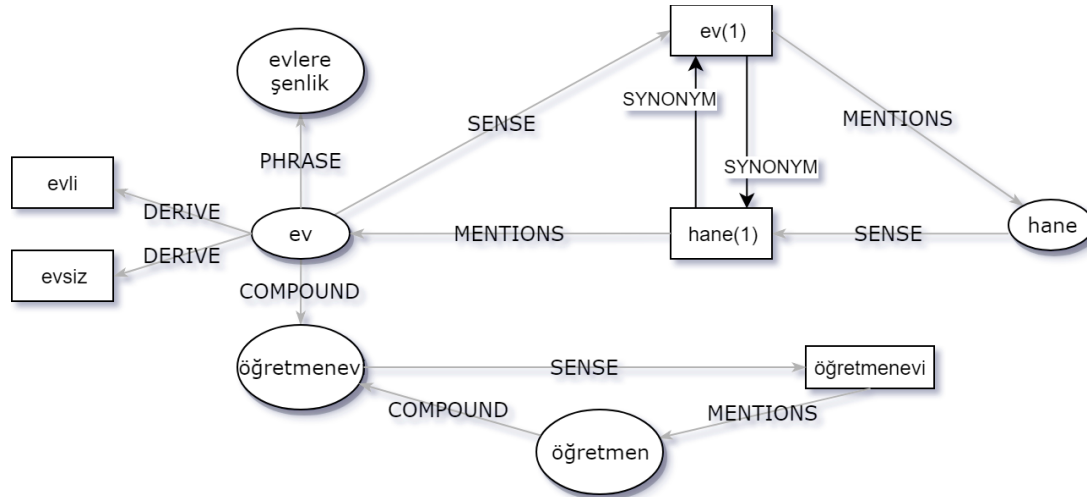 evlere
şenlik
ev(1)
SYNONYM
SENSE
MENTIONS
PHRASE
SYNONYM
evli
DERIVE
ev
MENTIONS
hane(1)
SENSE
hane
DERIVE
evsiz
COMPOUND
öğretmenev
SENSE
öğretmenevi
COMPOUND
MENTIONS
öğretmen